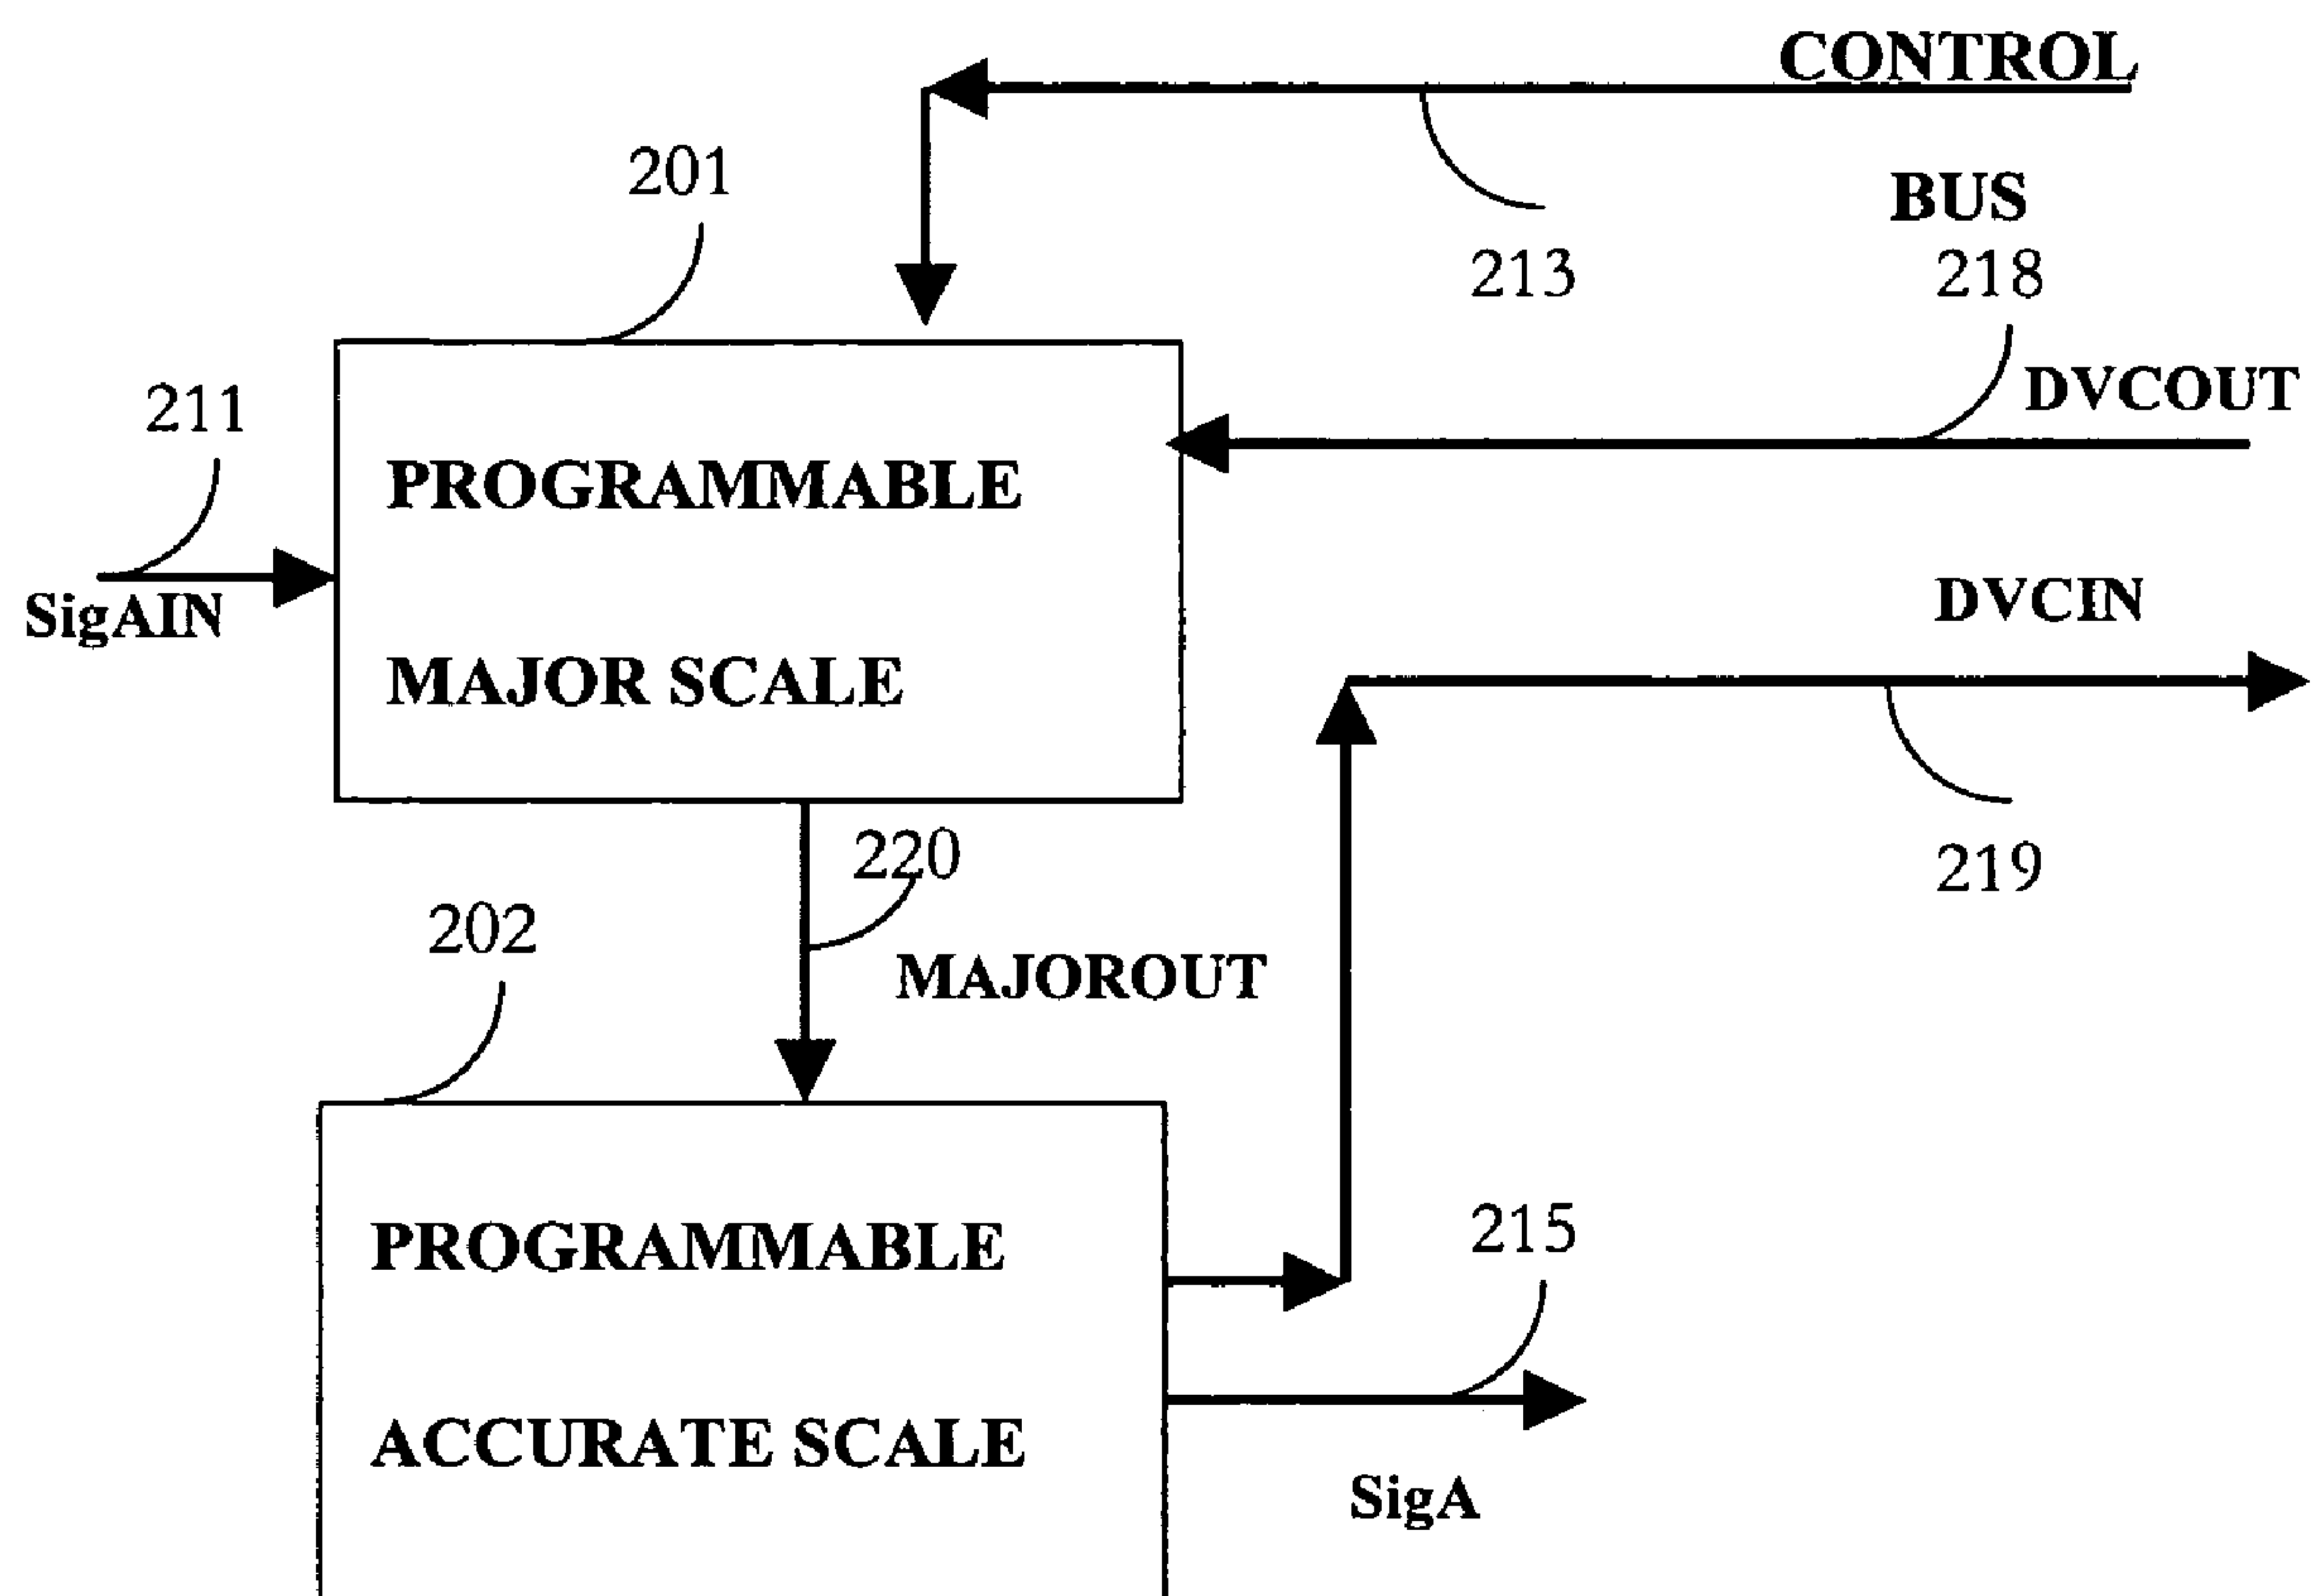 CONTROL
201
BUS
213
218
DVCOUT
211
PROGRAMMABLE
SigAIN
DVCIN
MAJOR SCALE
220
219
202
MAJOROUT
215
PROGRAMMABLE
ACCURATE SCALE
SigA